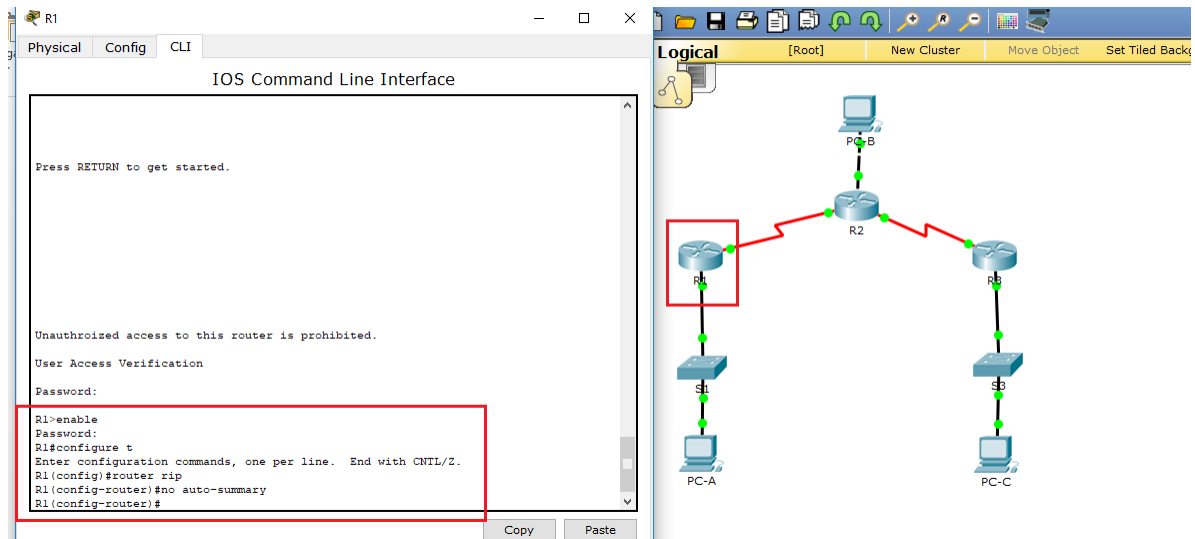 R1
Physical Config CLI
IOS Command Line Interface
Press RETURN to get started.
Unauthroized access to this router is prohibited.
User Access Verification
Password:
R1>enable
Password:
R1#configure t
Enter configuration commands, one per line.  End with CNTL/Z.
R1(config)#router rip
R1(config-router)#no auto-summary
R1(config-router)#
Copy Paste
Logical [Root] New Cluster Move Object Set Tiled Backg
PC-B
R2
R1
R3
S1
S3
PC-A
PC-C